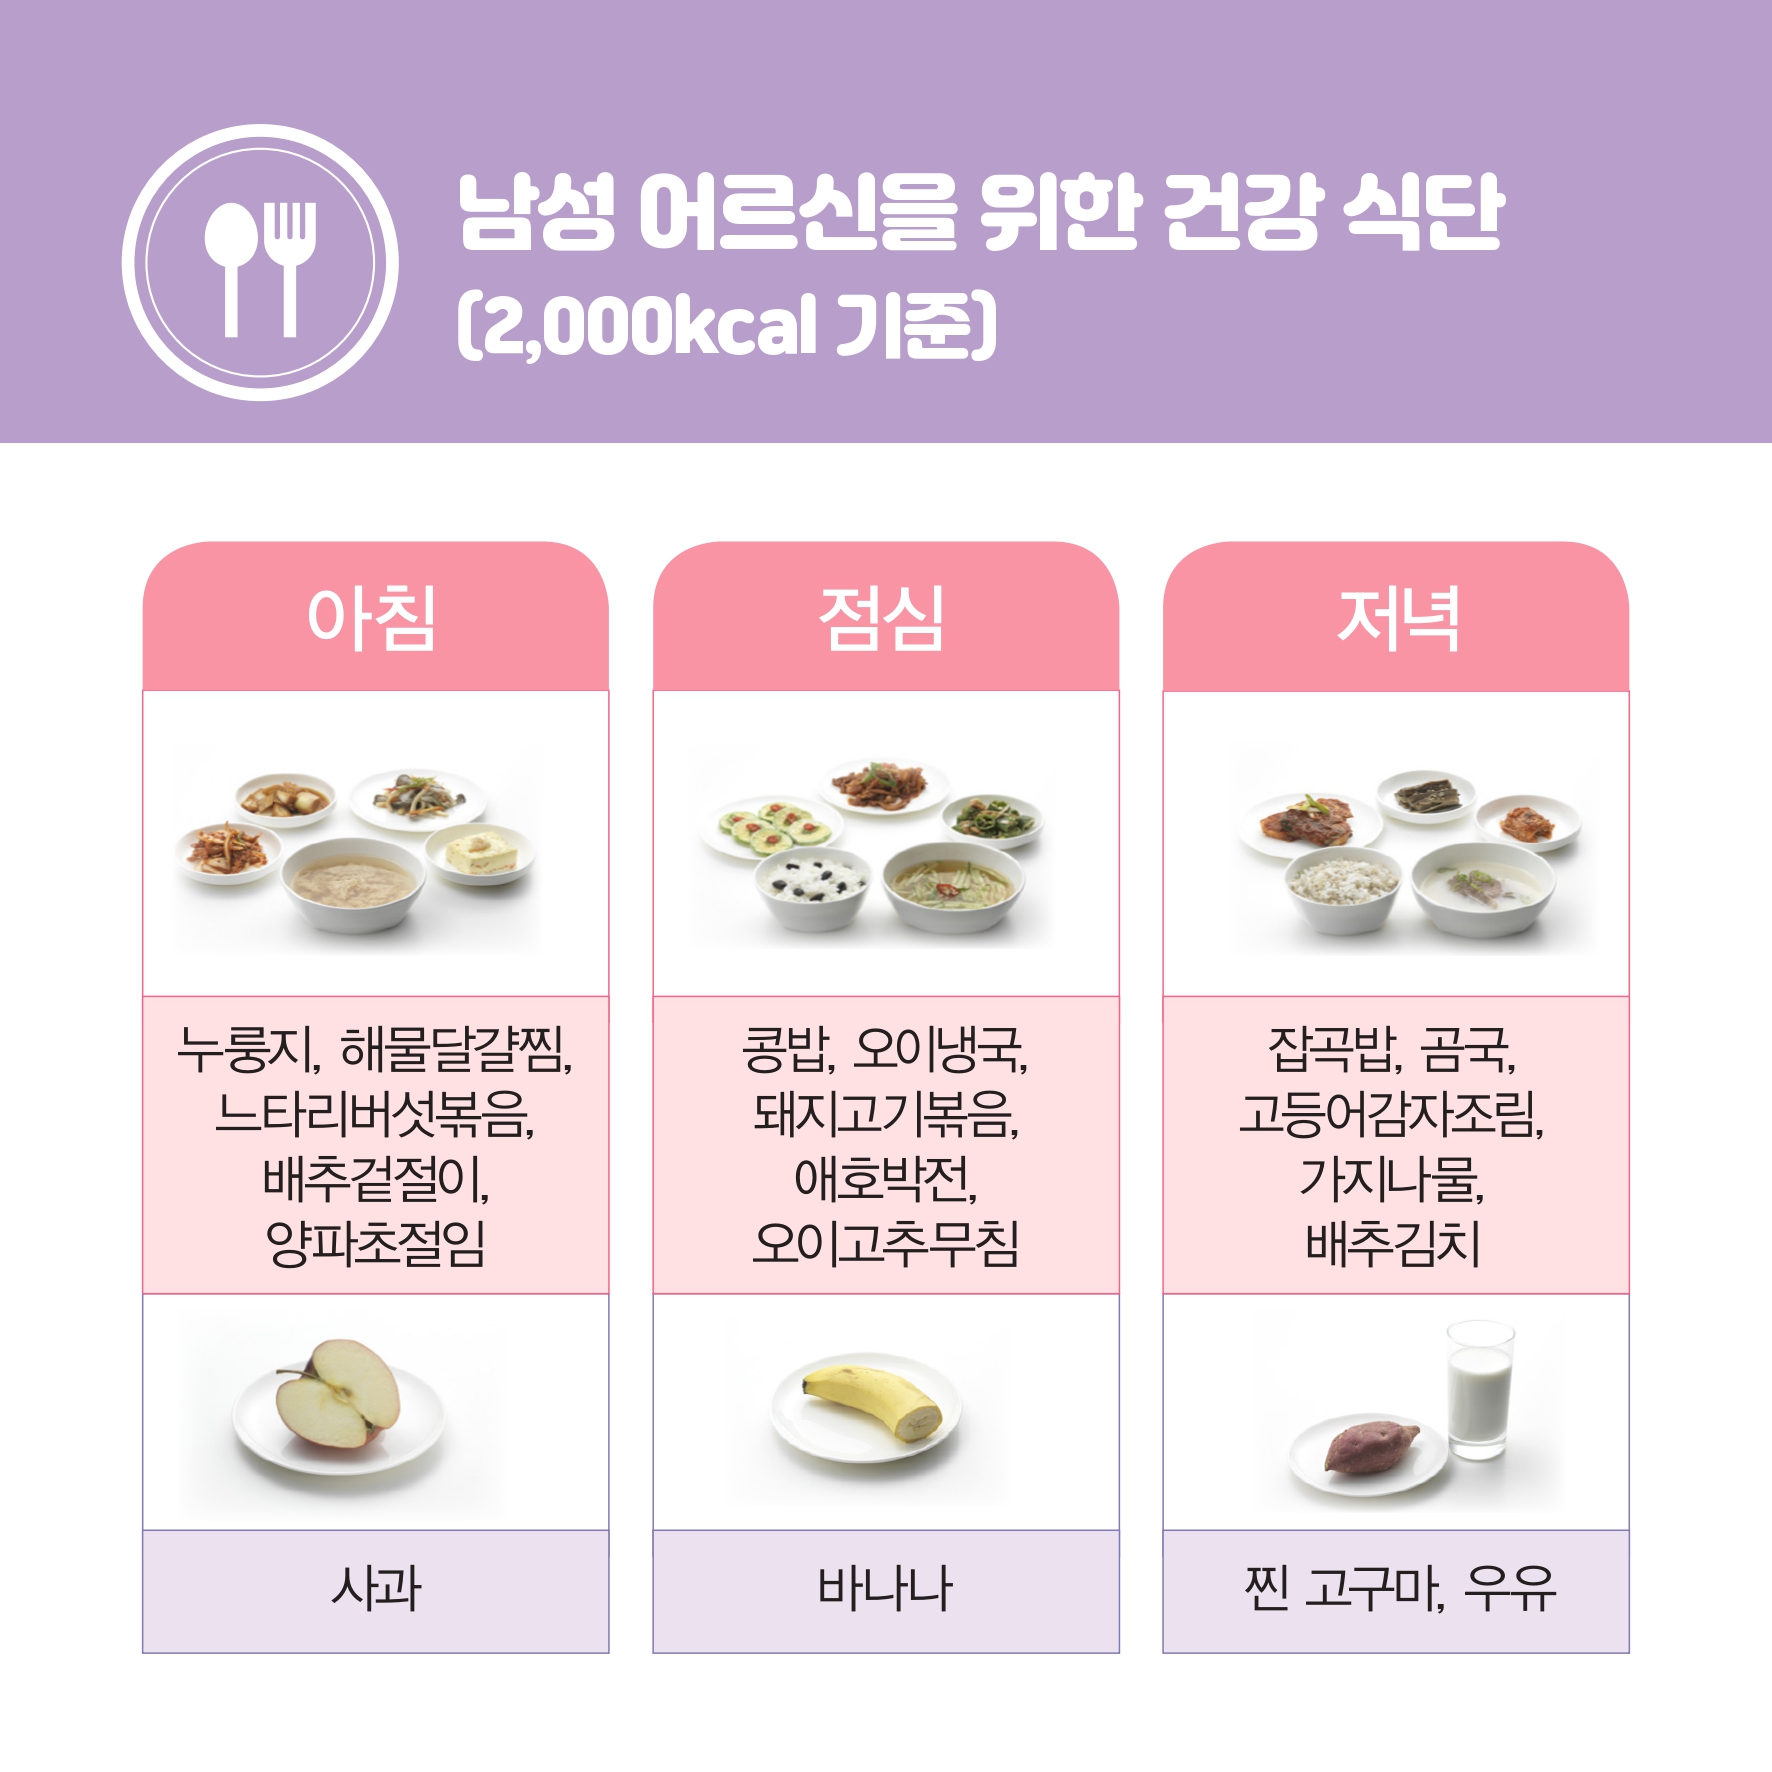 남성 어르신을 위한 건강 식단
(2,000kcal 기준)
아침
누룽지, 해물달걀찜,
느타리버섯볶음,
배추겉절이,
양파초절임
사과
점심
콩밥, 오이냉국,
돼지고기볶음,
애호박전,
오이고추무침
바나나
저녁
잡곡밥, 곰국,
고등어감자조림,
가지나물,
배추김치
찐 고구마, 우유